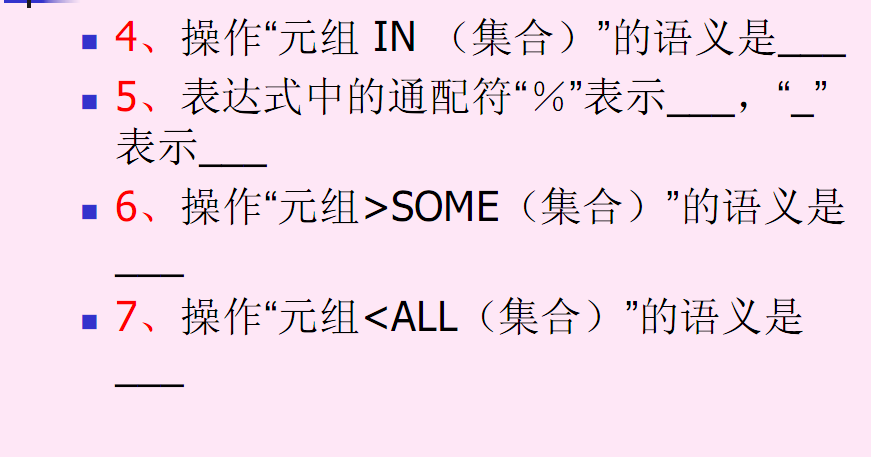 4、操作“元组 IN （集合）”的语义是___
5、表达式中的通配符“％”表示___，“_”
表示___
6、操作“元组>SOME（集合）”的语义是
___
7、操作“元组<ALL（集合）”的语义是
___